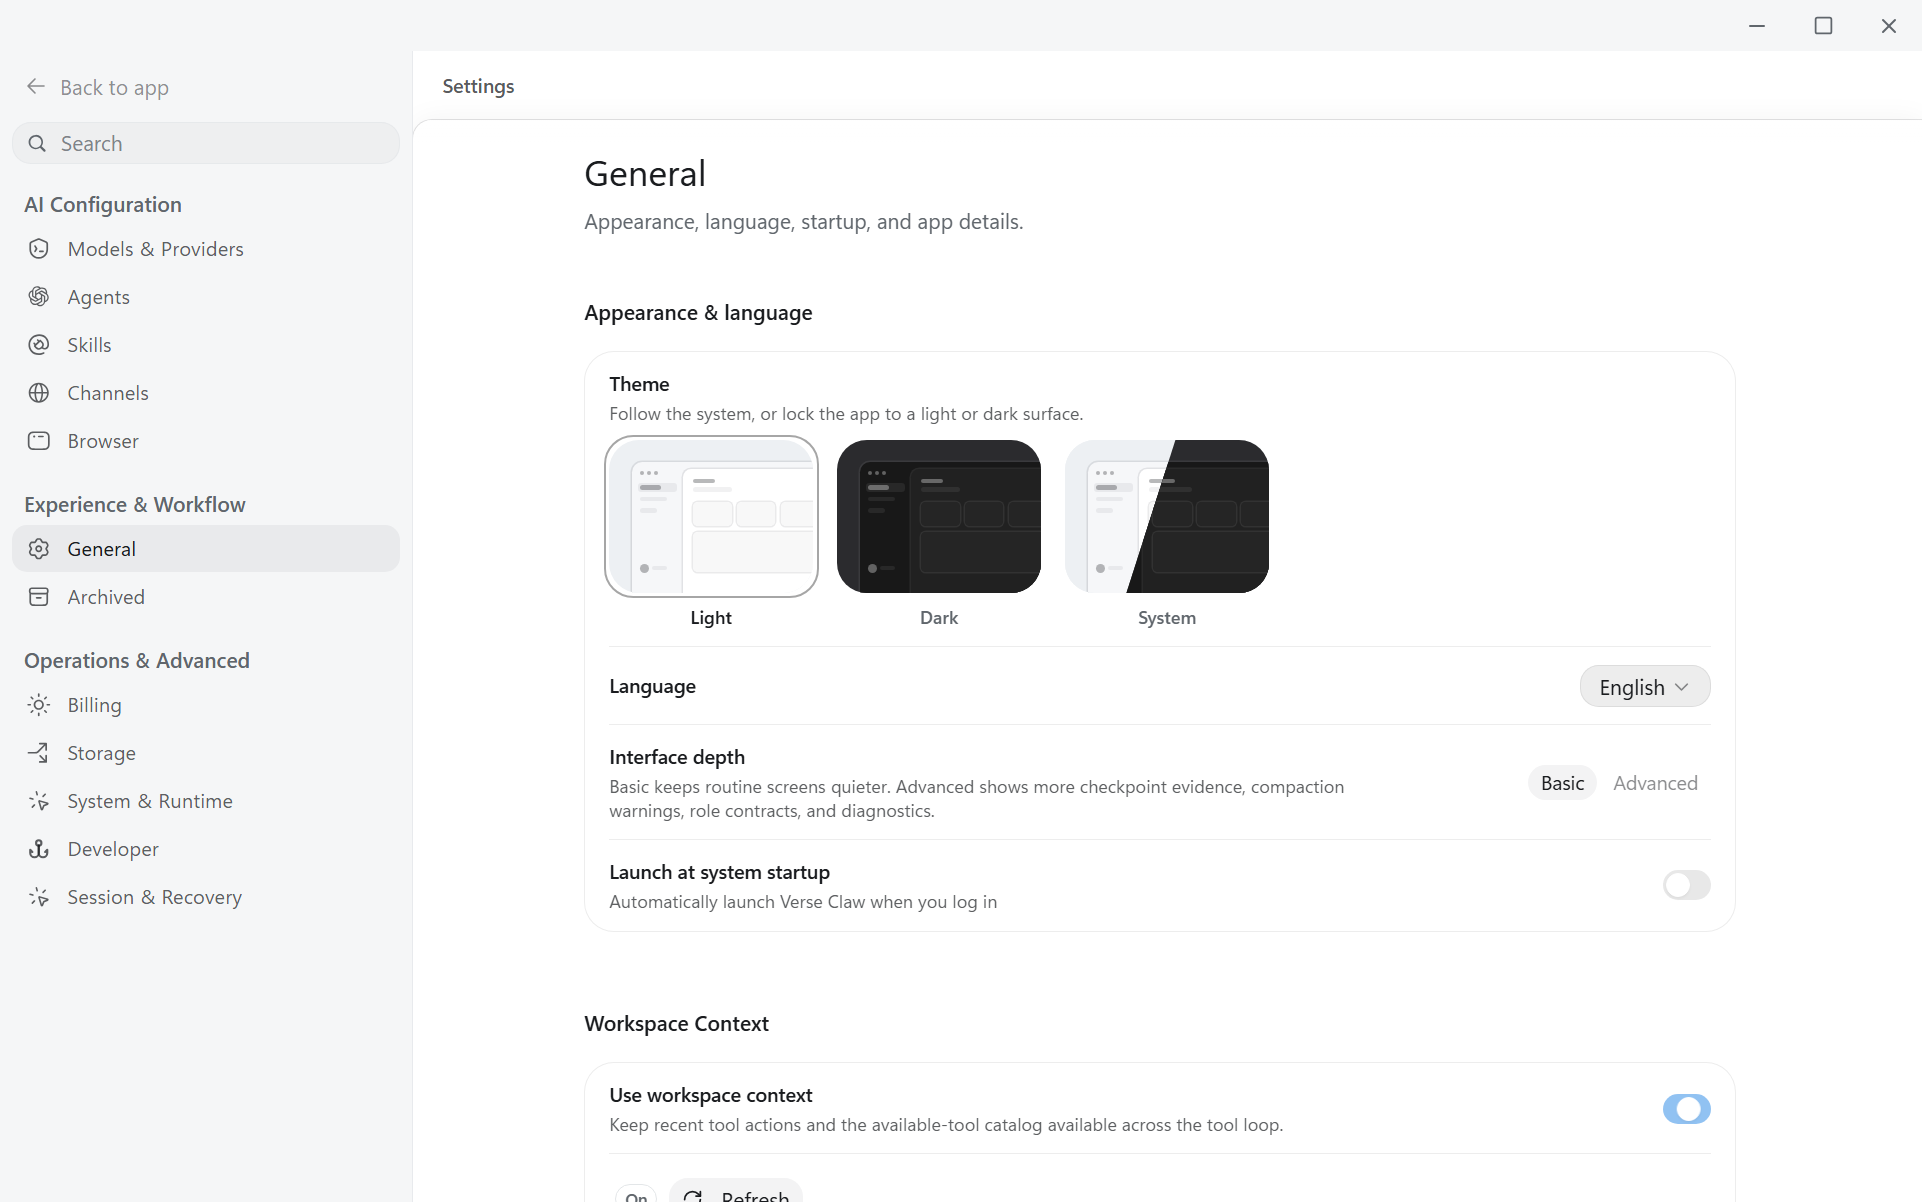 Back to app
Search
AI Configuration
Models & Providers
Agents
Skills
Channels
Browser
Experience & Workflow
General
Archived
Operations & Advanced
Billing
Storage
System & Runtime
Developer
Session & Recovery
Settings
General
Appearance, language, startup, and app details.
Appearance & language
Theme
Follow the system, or lock the app to a light or dark surface.
Light
Dark
System
Language
English
Interface depth
Basic keeps routine screens quieter. Advanced shows more checkpoint evidence, compaction
warnings, role contracts, and diagnostics.
Basic
Advanced
Launch at system startup
Automatically launch Verse Claw when you log in
Workspace Context
Use workspace context
Keep recent tool actions and the available-tool catalog available across the tool loop.
On
Refresh